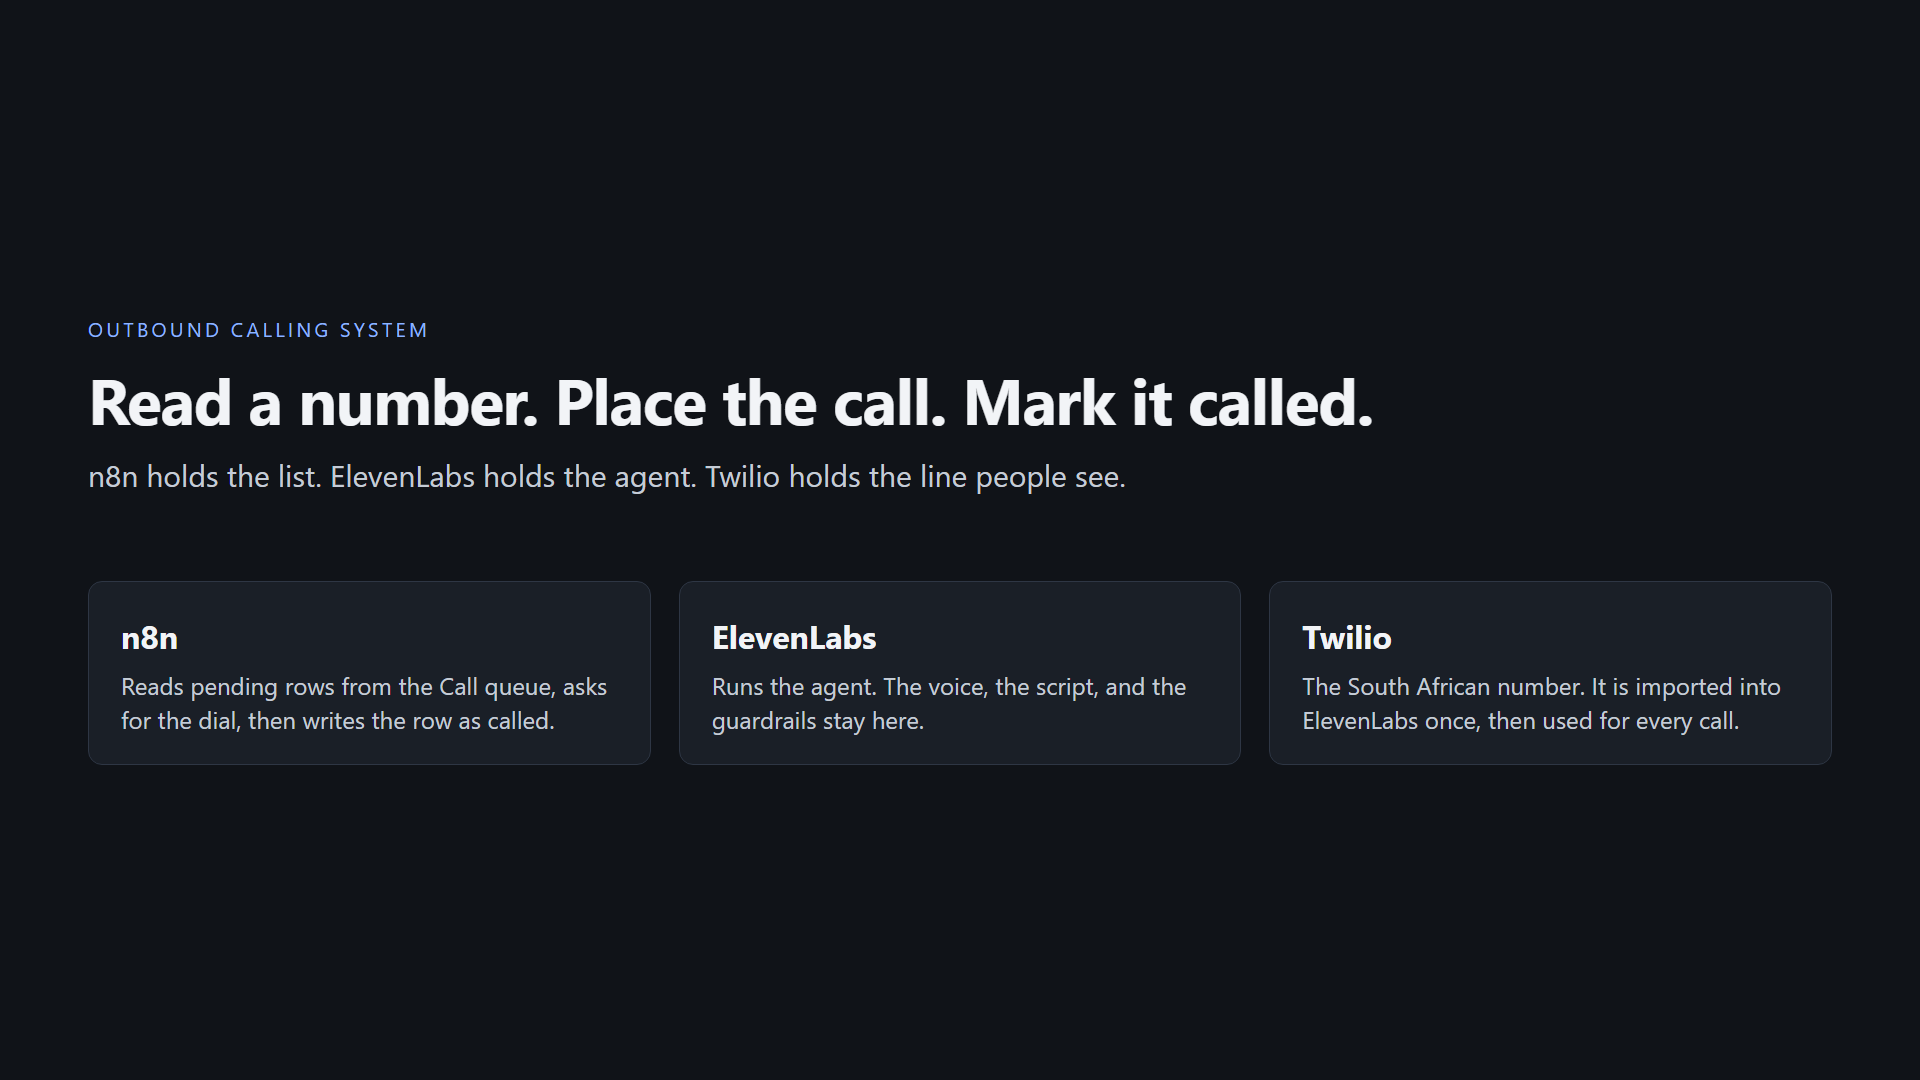 OUTBOUND CALLING SYSTEM
Read a number. Place the call. Mark it called.
n8n holds the list. ElevenLabs holds the agent. Twilio holds the line people see.
n8n
Reads pending rows from the Call queue, asks
for the dial, then writes the row as called.
ElevenLabs
Runs the agent. The voice, the script, and the
guardrails stay here.
Twilio
The South African number. It is imported into
ElevenLabs once, then used for every call.